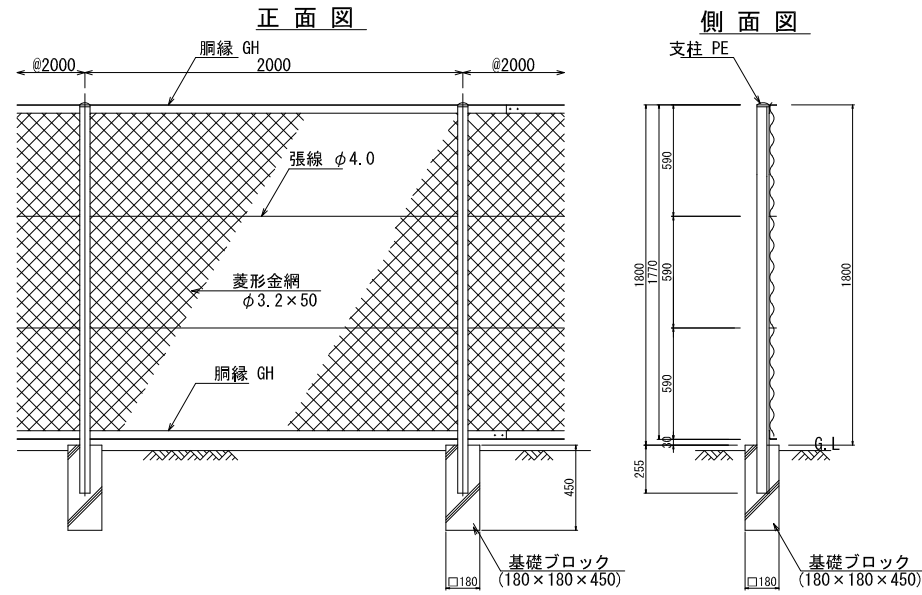 正面図
胴縁 GH
@2000
2000
@2000
張線 φ4.0
菱形金網
φ3.2×50
胴縁 GH
450
基礎ブロック
(180×180×450)
□180
側面図
支柱 PE
590
590
590
30
1770
1800
255
1800
G.L
基礎ブロック
(180×180×450)
□180